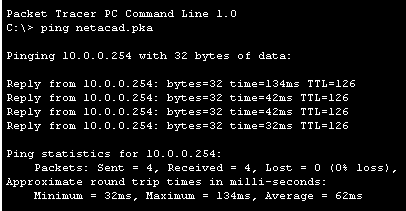 Packet Tracer PC Command Line 1.0
C:\> ping netacad.pka
Pinging 10.0.0.254 with 32 bytes of data:
Reply from 10.0.0.254: bytes=32 time=134ms TTL=126
Reply from 10.0.0.254: bytes=32 time=42ms TTL=126
Reply from 10.0.0.254: bytes=32 time=42ms TTL=126
Reply from 10.0.0.254: bytes=32 time=32ms TTL=126
Ping statistics for 10.0.0.254:
    Packets: Sent = 4, Received = 4, Lost = 0 (0% loss),
Approximate round trip times in milli-seconds:
    Minimum = 32ms, Maximum = 134ms, Average = 62ms